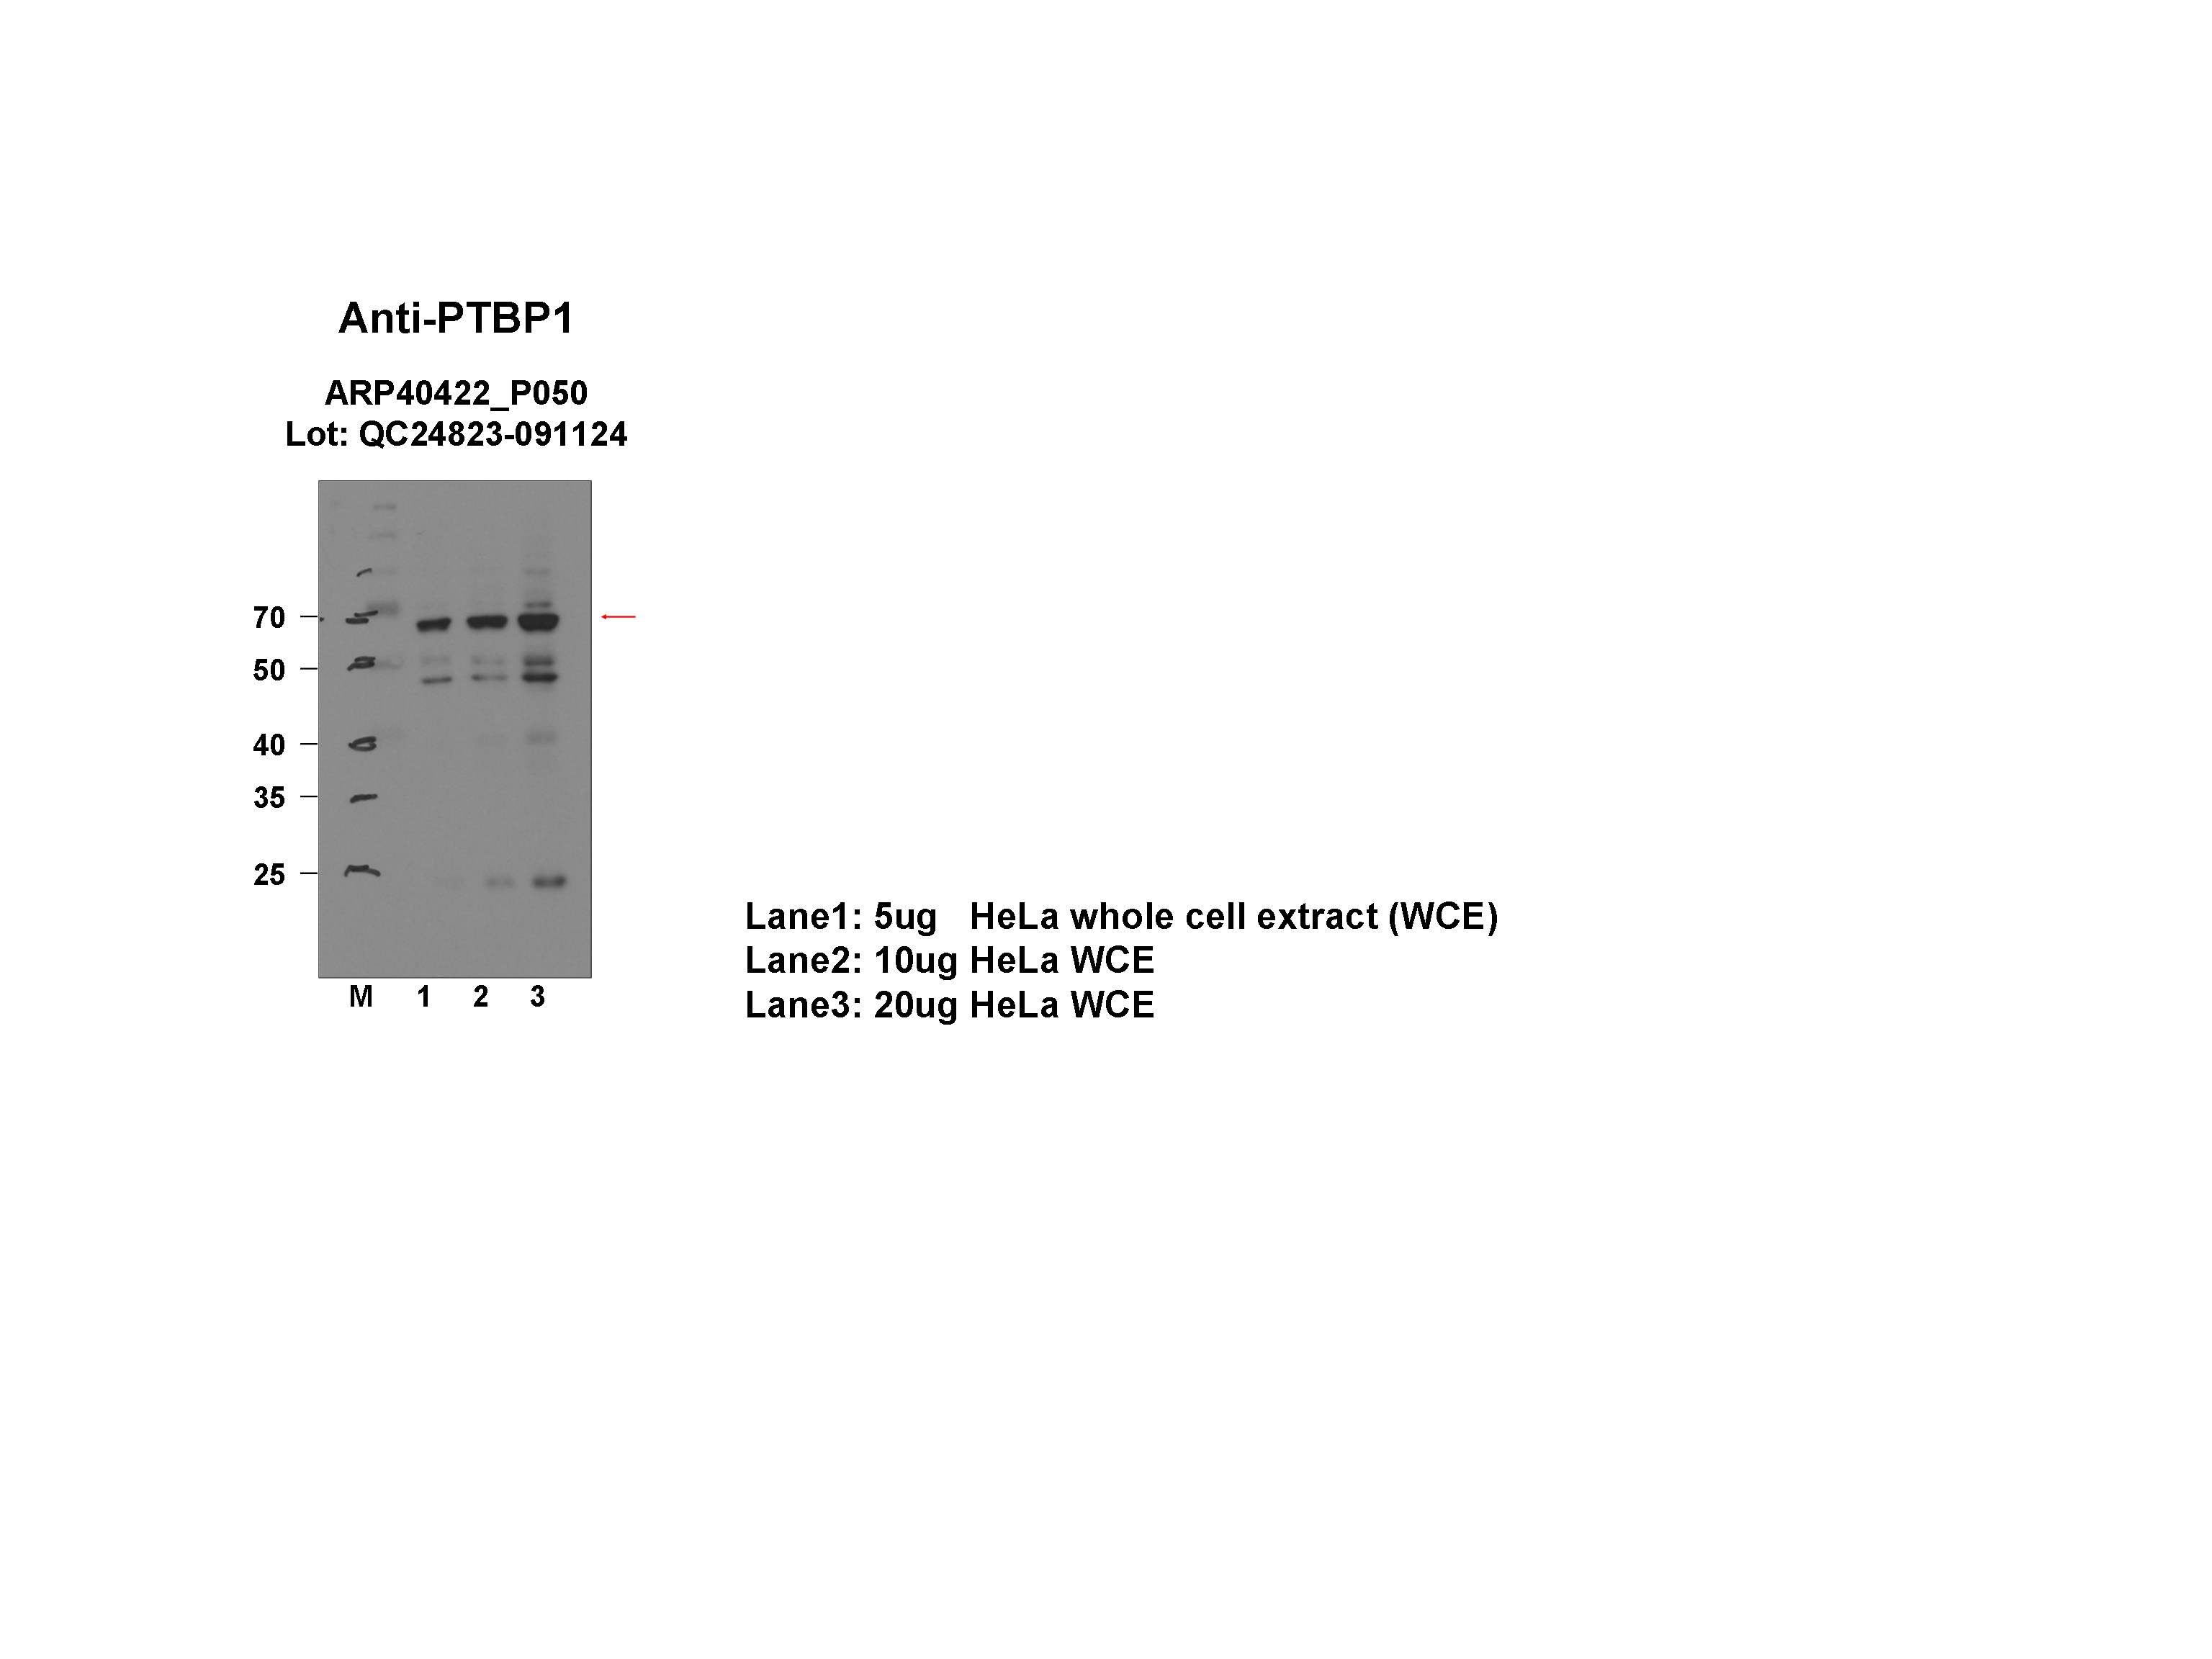 Anti-PTBP1
ARP40422_P050
Lot: QC24823-091124
70
50
40
35
25
M 1 2 3
Lane1: 5ug HeLa whole cell extract (WCE)
Lane2: 10ug HeLa WCE
Lane3: 20ug HeLa WCE